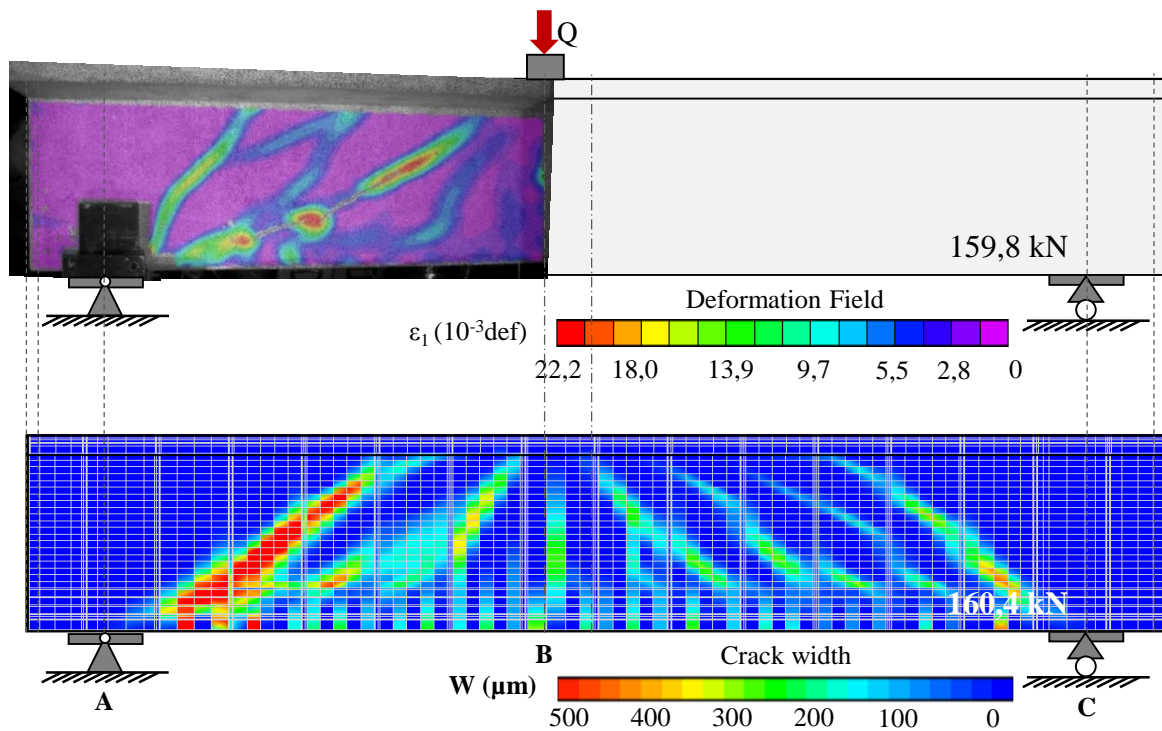 Q
159,8 kN
Deformation Field
ε₁ (10⁻³def)
22,2 18,0 13,9 9,7 5,5 2,8 0
160,4 kN
A
B
C
Crack width
W (µm)
500 400 300 200 100 0